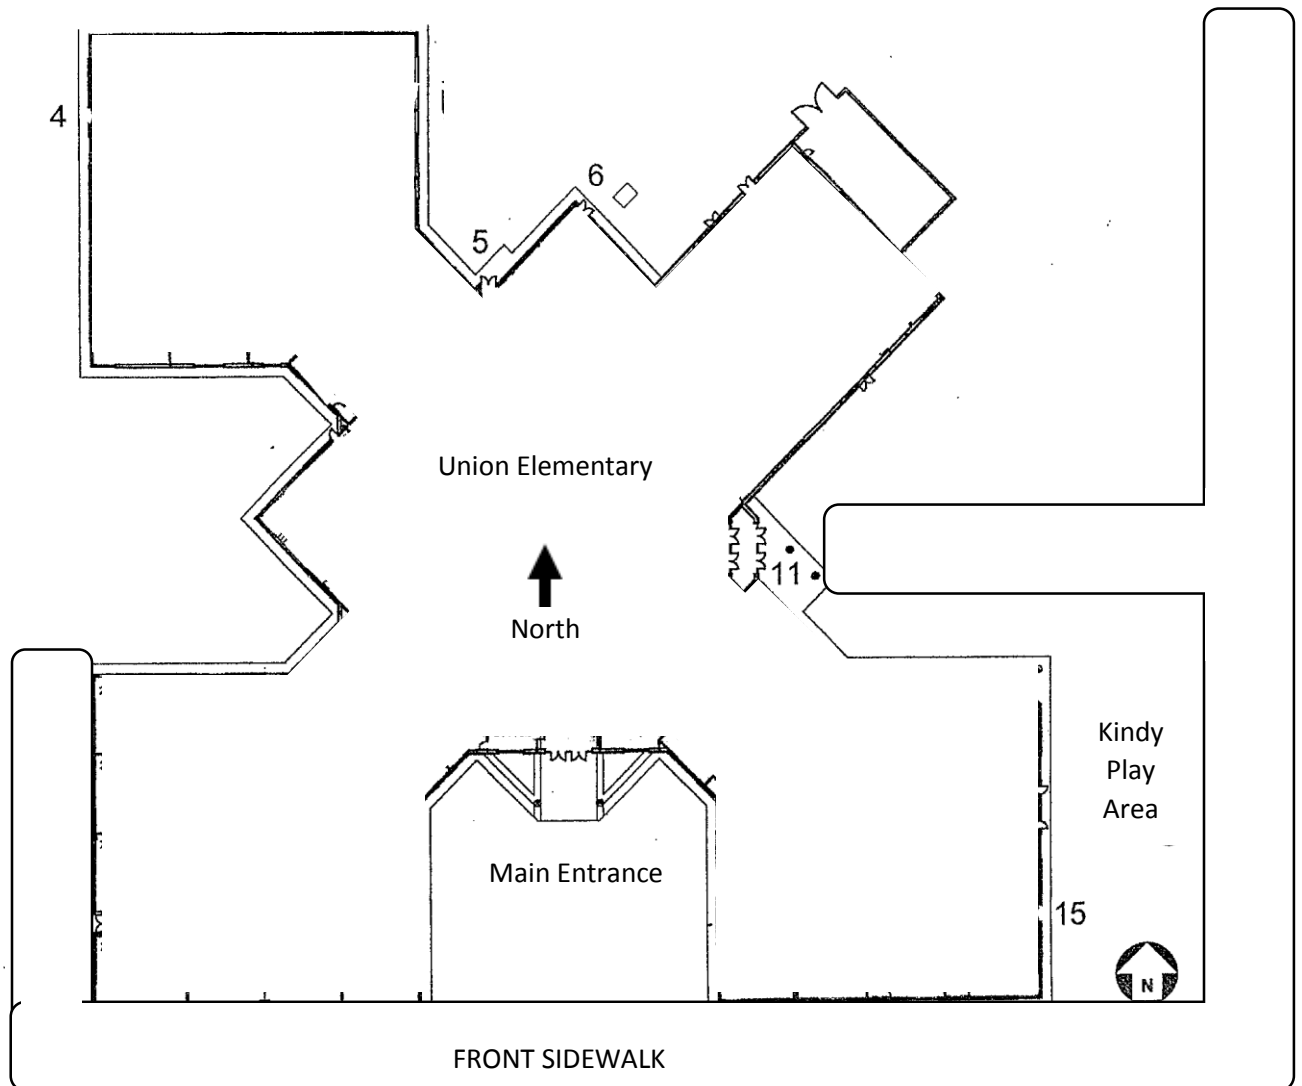 4
6
5
Union Elementary
11
North
Kindy
Play
Area
Main Entrance
15
N
FRONT SIDEWALK